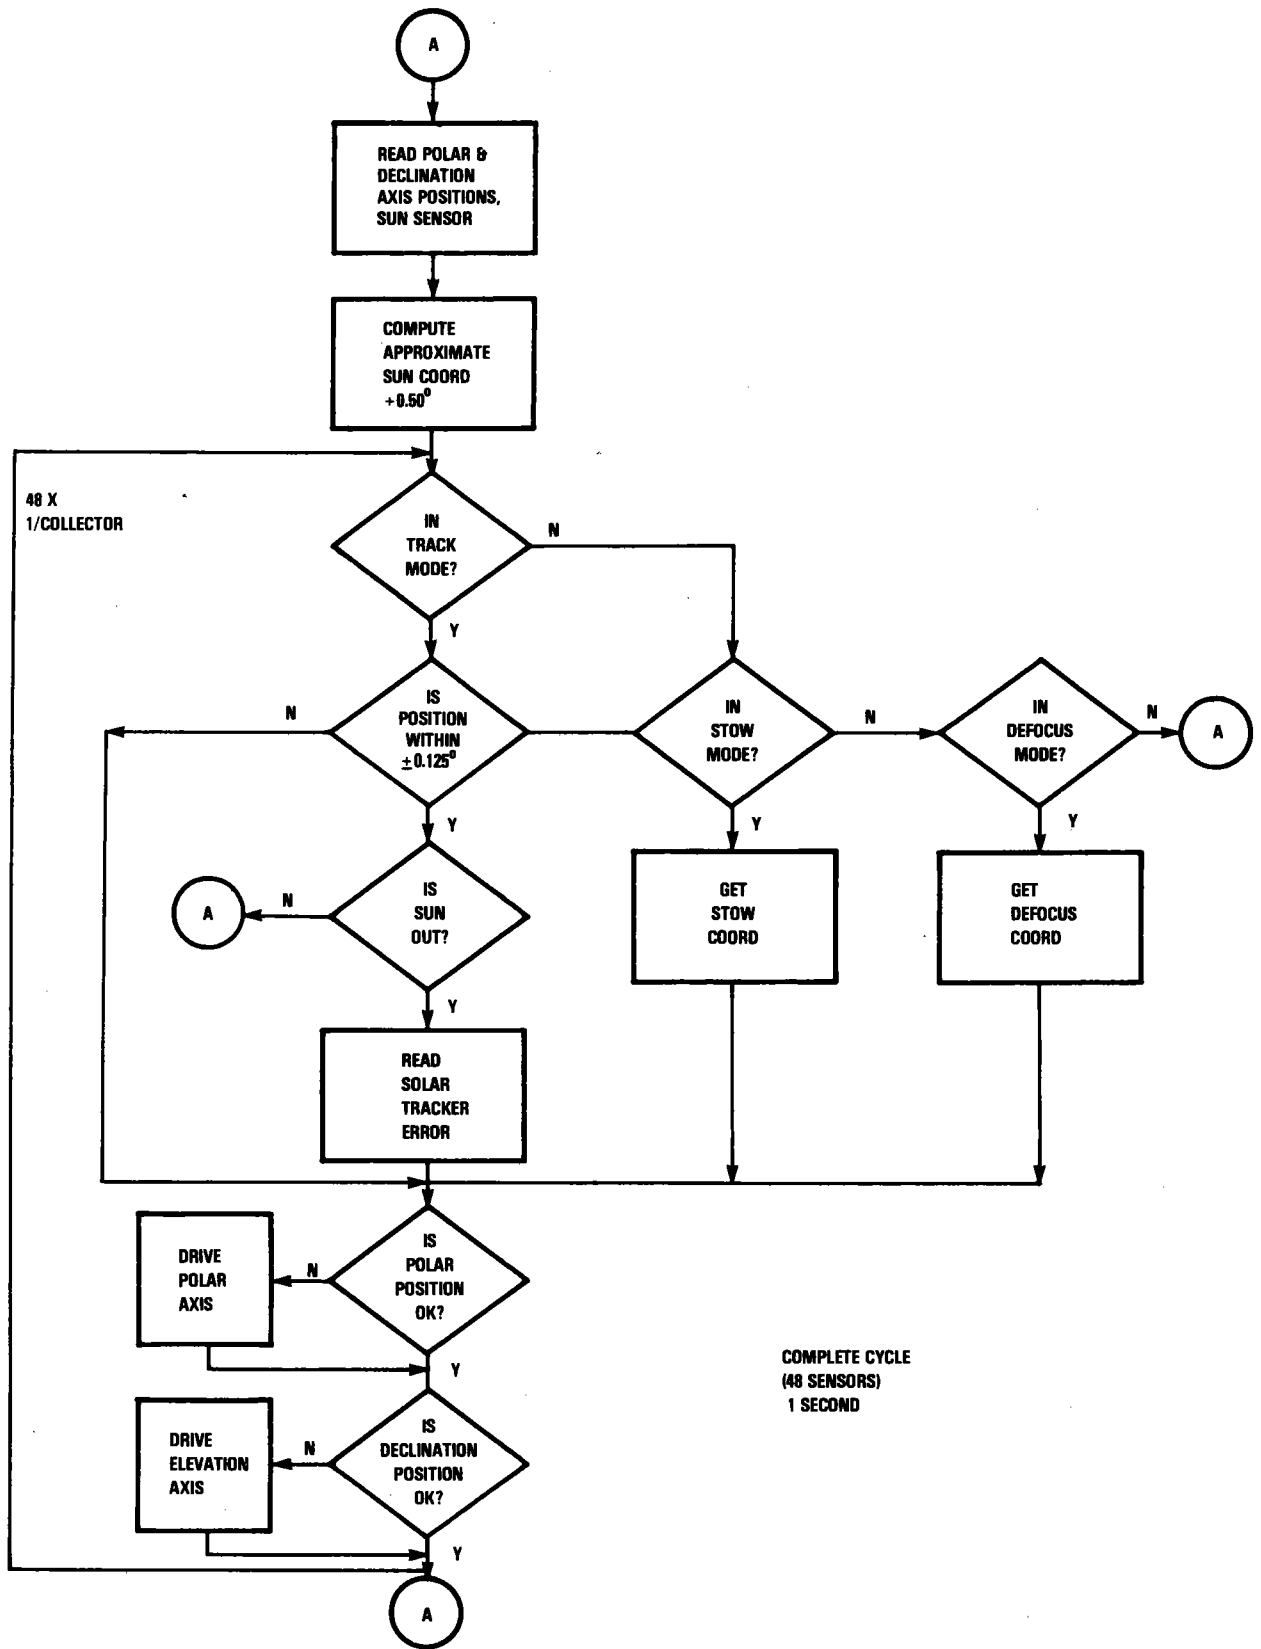 A
READ POLAR &
DECLINATION
AXIS POSITIONS,
SUN SENSOR
COMPUTE
APPROXIMATE
SUN COORD
+0.50°
48 X
1/COLLECTOR
IN
TRACK
MODE?
N
Y
IS
POSITION
WITHIN
±0.125°
N
Y
IN
STOW
MODE?
N
Y
IN
DEFOCUS
MODE?
N
Y
A
IS
SUN
OUT?
N
A
Y
GET
STOW
COORD
GET
DEFOCUS
COORD
READ
SOLAR
TRACKER
ERROR
IS
POLAR
POSITION
OK?
N
DRIVE
POLAR
AXIS
Y
IS
DECLINATION
POSITION
OK?
N
DRIVE
ELEVATION
AXIS
Y
A
COMPLETE CYCLE
(48 SENSORS)
1 SECOND